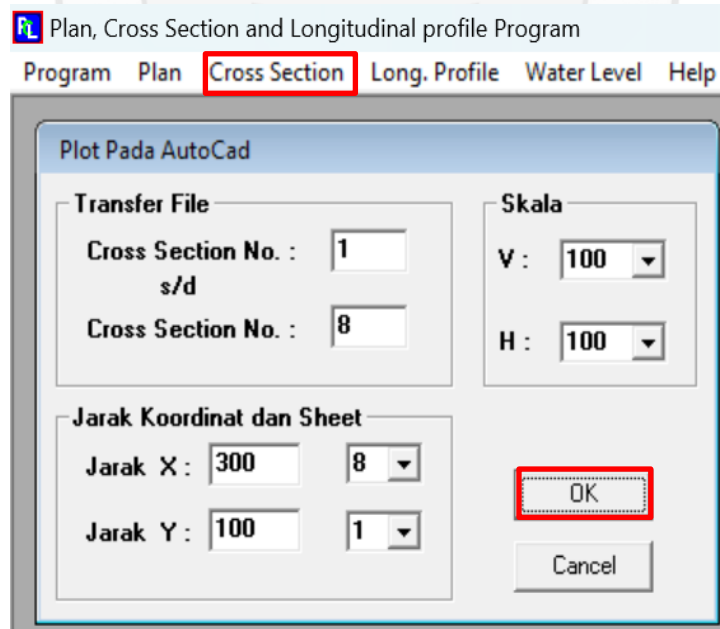 PCL Plan, Cross Section and Longitudinal profile Program
Program Plan Cross Section Long. Profile Water Level Help
Plot Pada AutoCad
Transfer File
Cross Section No. : 1
s/d
Cross Section No. : 8
Skala
V : 100
H : 100
Jarak Koordinat dan Sheet
Jarak X : 300 8
Jarak Y : 100 1
OK
Cancel